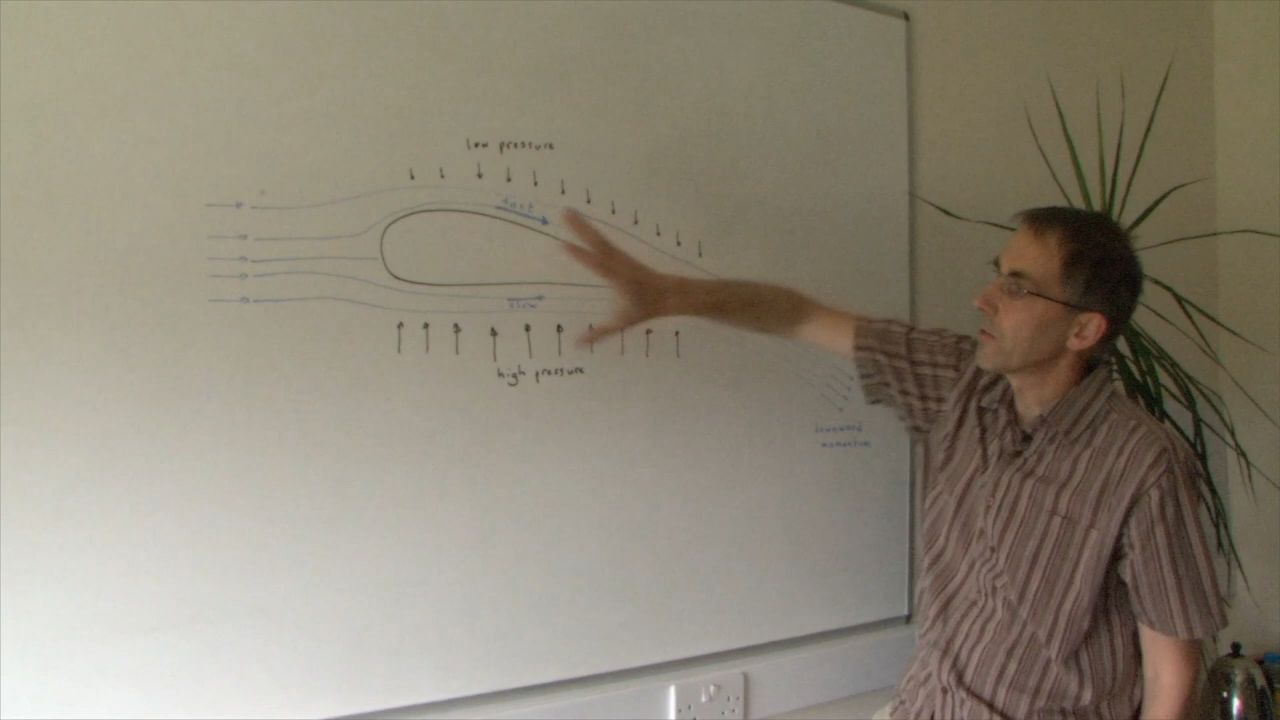 low pressure
fast
slow
high pressure
downward
momentum